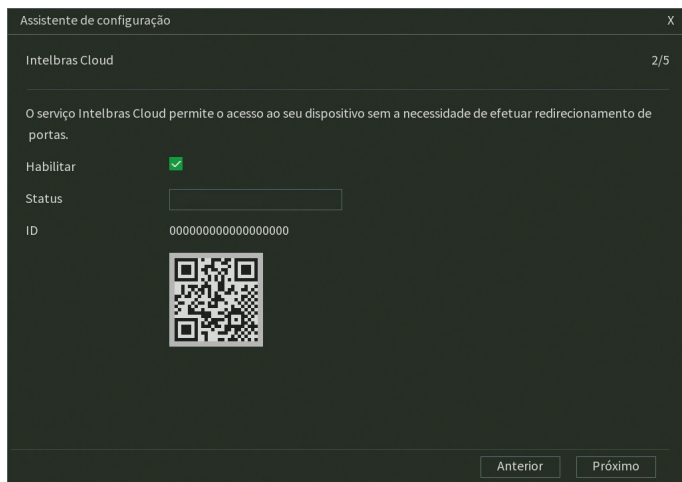 Assistente de configuração X
Intelbras Cloud 2/5
O serviço Intelbras Cloud permite o acesso ao seu dispositivo sem a necessidade de efetuar redirecionamento de
portas.
Habilitar
Status
ID 000000000000000000
Anterior Próximo